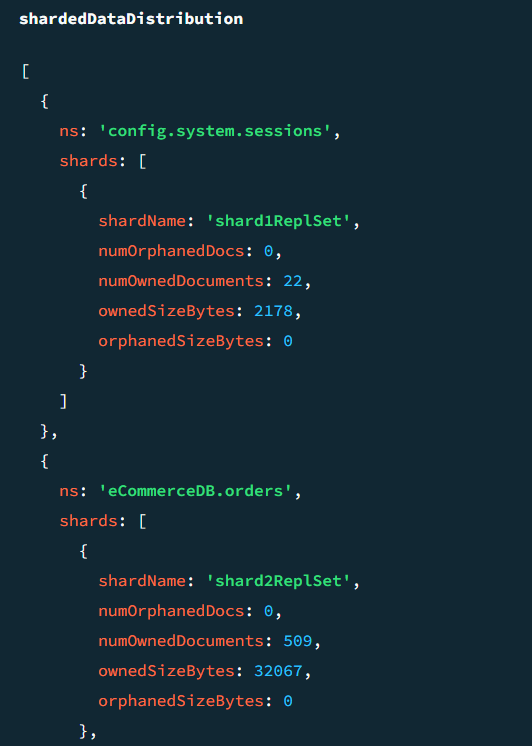 shardedDataDistribution
[
  {
    ns: 'config.system.sessions',
    shards: [
      {
        shardName: 'shard1ReplSet',
        numOrphanedDocs: 0,
        numOwnedDocuments: 22,
        ownedSizeBytes: 2178,
        orphanedSizeBytes: 0
      }
    ]
  },
  {
    ns: 'eCommerceDB.orders',
    shards: [
      {
        shardName: 'shard2ReplSet',
        numOrphanedDocs: 0,
        numOwnedDocuments: 509,
        ownedSizeBytes: 32067,
        orphanedSizeBytes: 0
      },